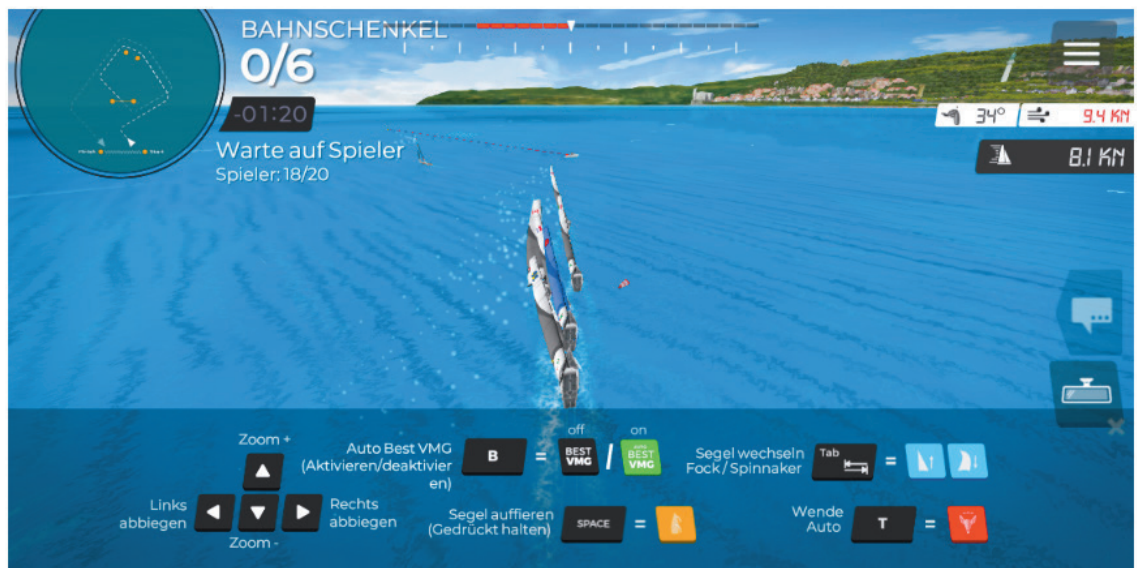 BAHNSCHENKEL
0/6
-01:20
Warte auf Spieler
Spieler: 18/20
34°
9.4 KN
8.1 KN
Zoom +
Links
abbiegen
Rechts
abbiegen
Zoom -
Auto Best VMG
(Aktivieren/deaktivier
en)
B
=
off
BEST
VMG
/
on
AUTO
BEST
VMG
Segel auffieren
(Gedrückt halten)
SPACE
=
Segel wechseln
Fock / Spinnaker
Tab
=
Wende
Auto
T
=